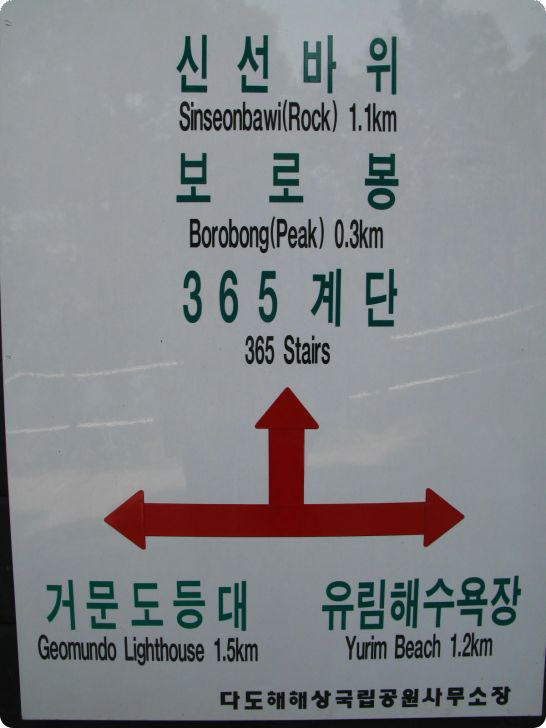 신선바위
Sinseonbawi(Rock) 1.1km
보로봉
Borobong(Peak) 0.3km
365 계단
365 Stairs
거문도등대
Geomundo Lighthouse 1.5km
유림해수욕장
Yurim Beach 1.2km
다도해해상국립공원사무소장